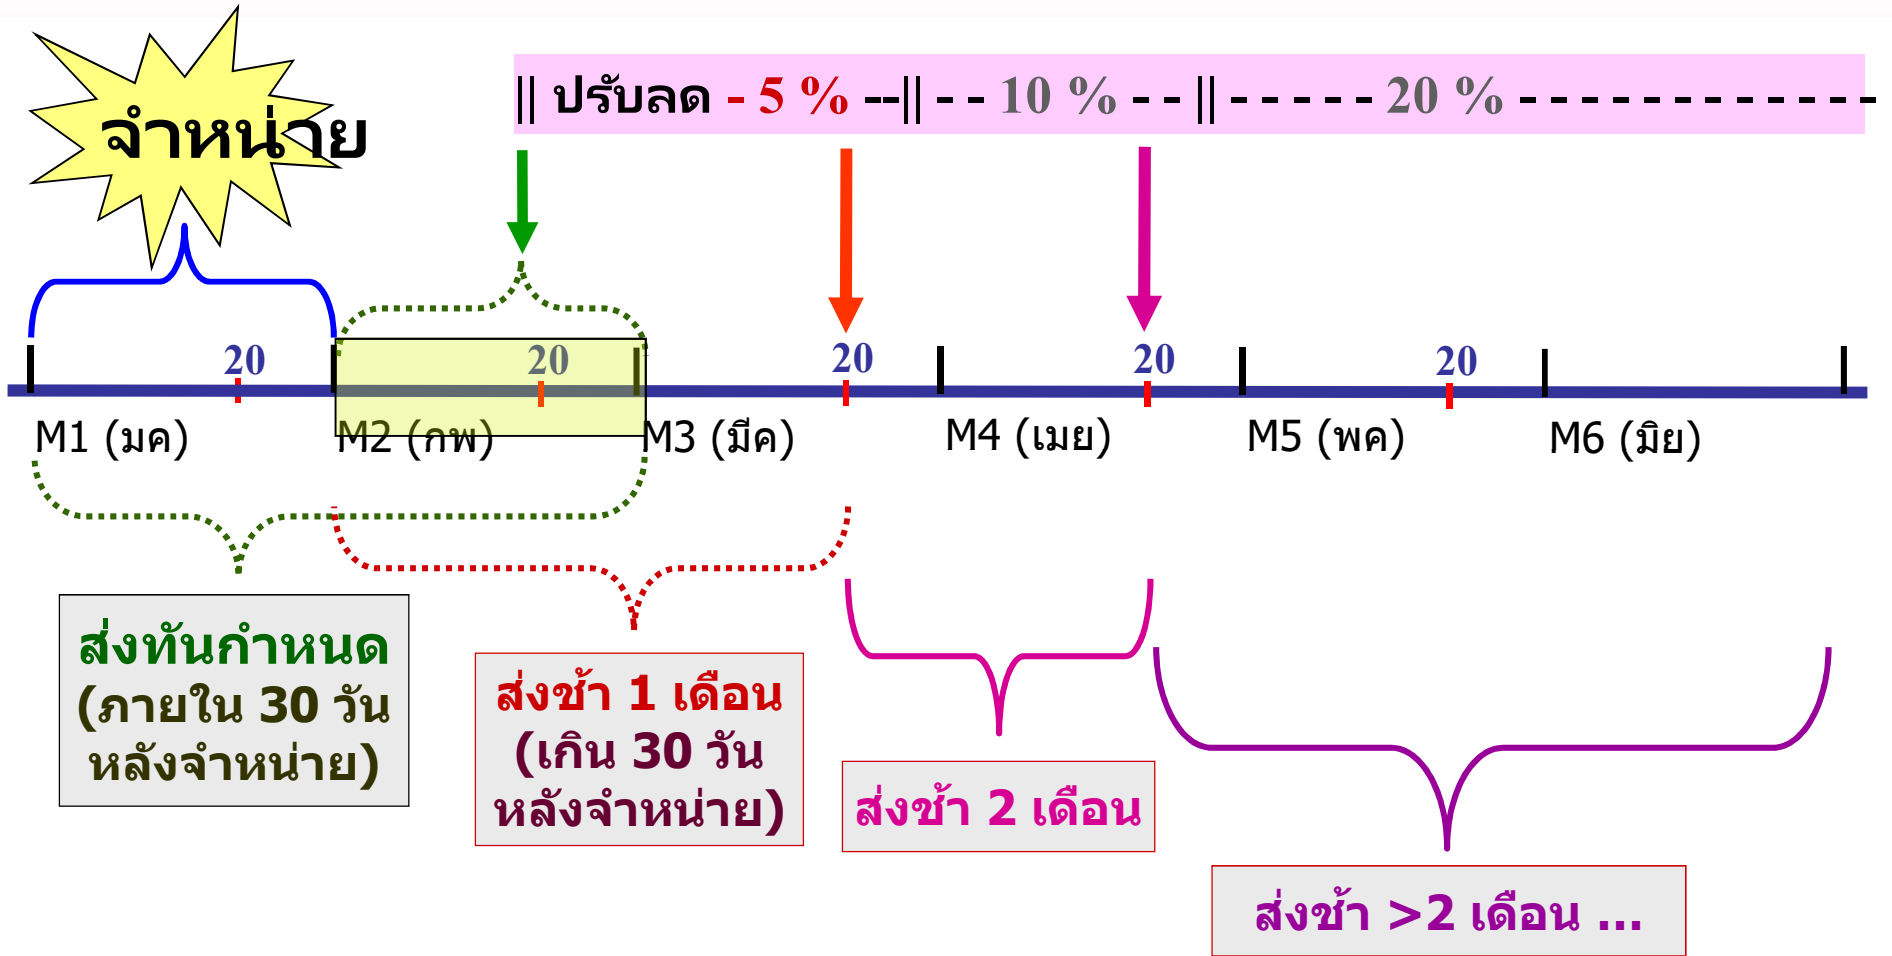 จำหน่าย
|| ปรับลด - 5 % --|| - - 10 % - - || - - - - - 20 % - - - - - - - - - - - - - - -
20 20 20 20 20
M1 (มค) M2 (กพ) M3 (มีค) M4 (เมย) M5 (พค) M6 (มิย)
ส่งทันกำหนด
(ภายใน 30 วัน
หลังจำหน่าย)
ส่งช้า 1 เดือน
(เกิน 30 วัน
หลังจำหน่าย)
ส่งช้า 2 เดือน
ส่งช้า >2 เดือน ...